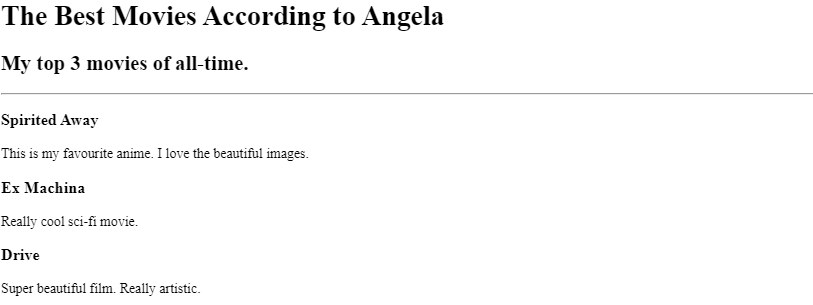 The Best Movies According to Angela
My top 3 movies of all-time.
Spirited Away
This is my favourite anime. I love the beautiful images.
Ex Machina
Really cool sci-fi movie.
Drive
Super beautiful film. Really artistic.